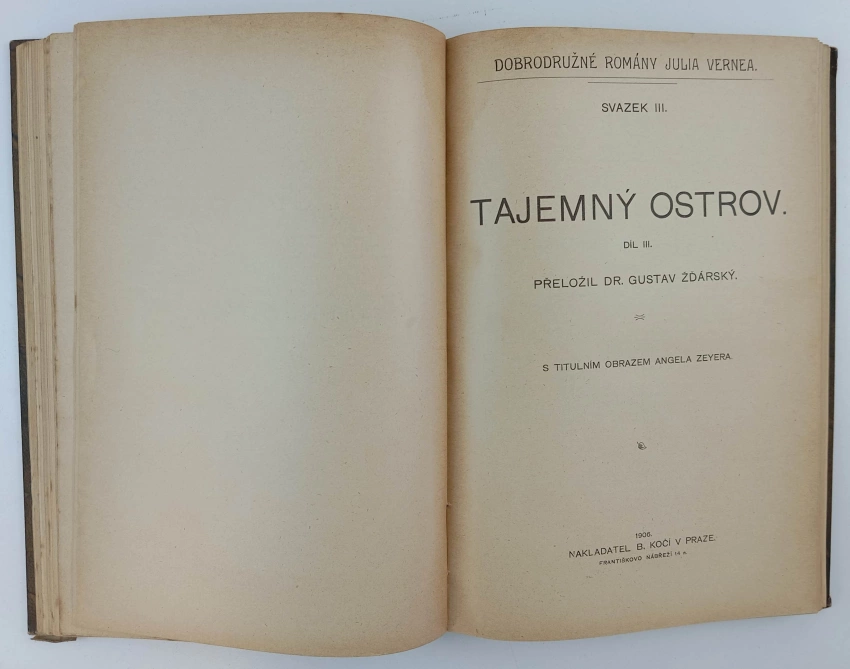 DOBRODRUŽNÉ ROMÁNY JULIA VERNEA.
SVAZEK III.
TAJEMNÝ OSTROV.
DÍL III.
PŘELOŽIL DR. GUSTAV ŽĎÁRSKÝ.
S TITULNÍM OBRAZEM ANGELA ZEYERA.
1906.
NAKLADATEL B. KOČÍ V PRAZE.
FRANTIŠKOVO NÁBŘEŽÍ 14 n.